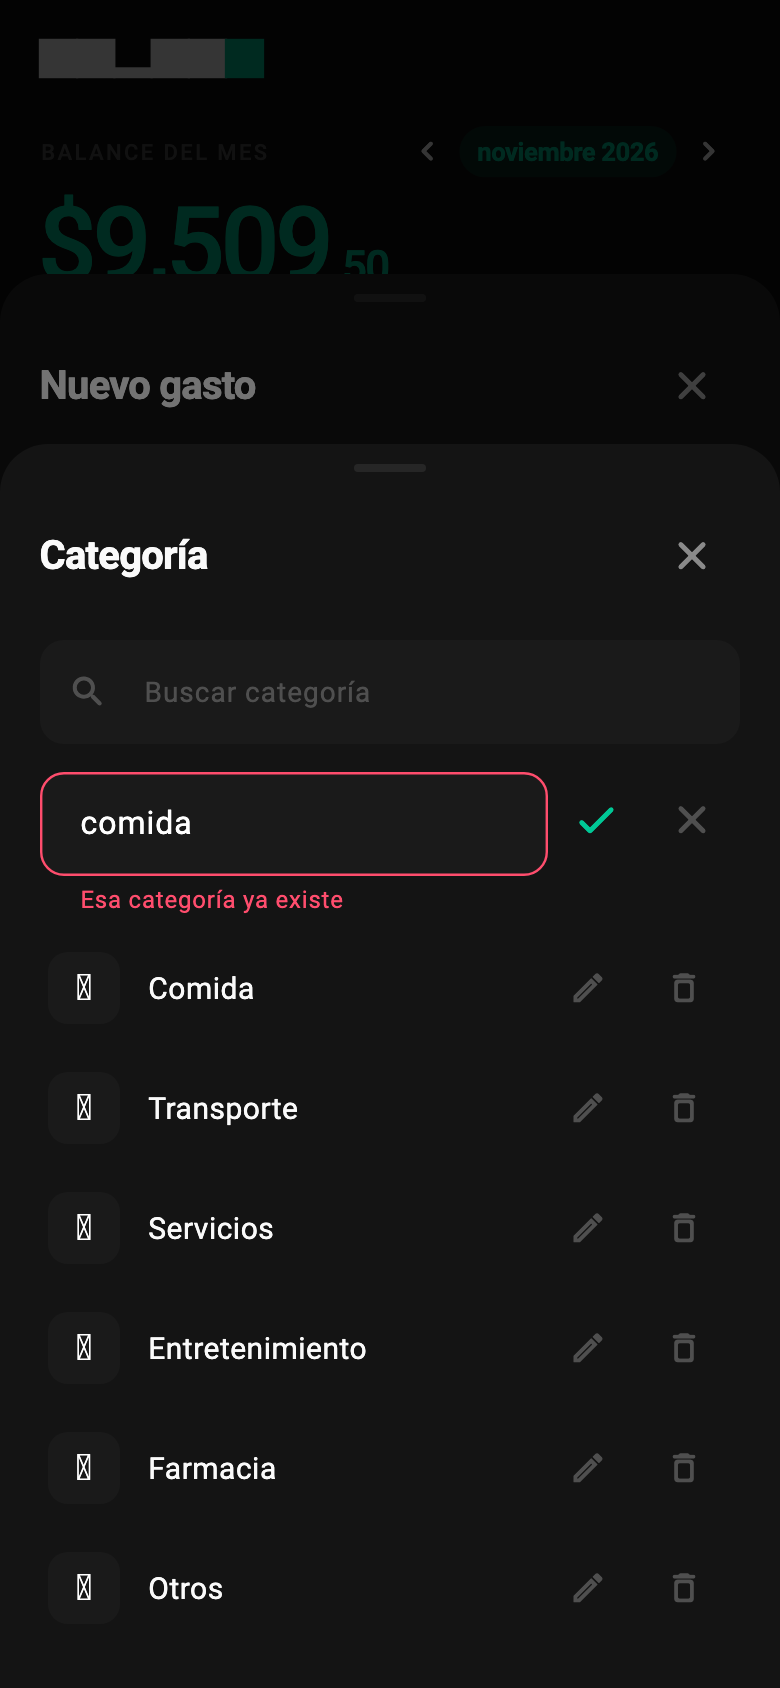 BALANCE DEL MES
noviembre 2026
$9,509.50
Nuevo gasto
Categoría
Buscar categoría
comida
Esa categoría ya existe
Comida
Transporte
Servicios
Entretenimiento
Farmacia
Otros